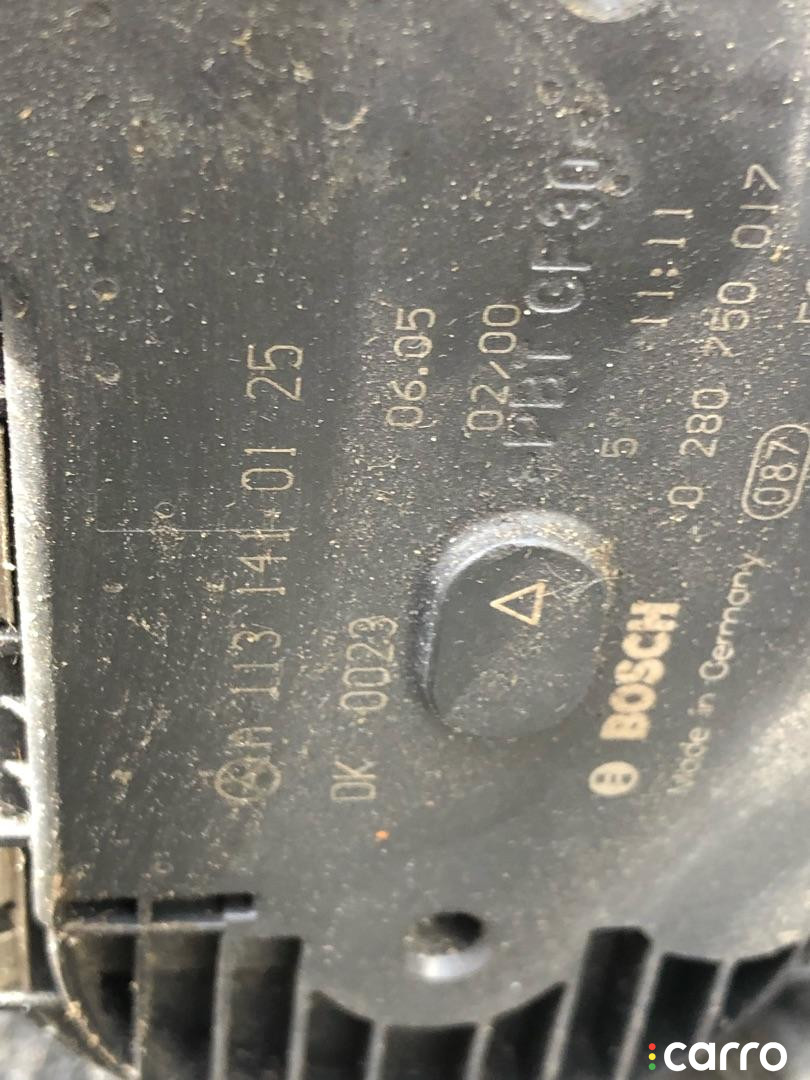 A 113 141 01 25
DK 0023
06.05
02/00
PBT GF30
5 11:11
BOSCH
0 280 750 017
Made in Germany
087
carro